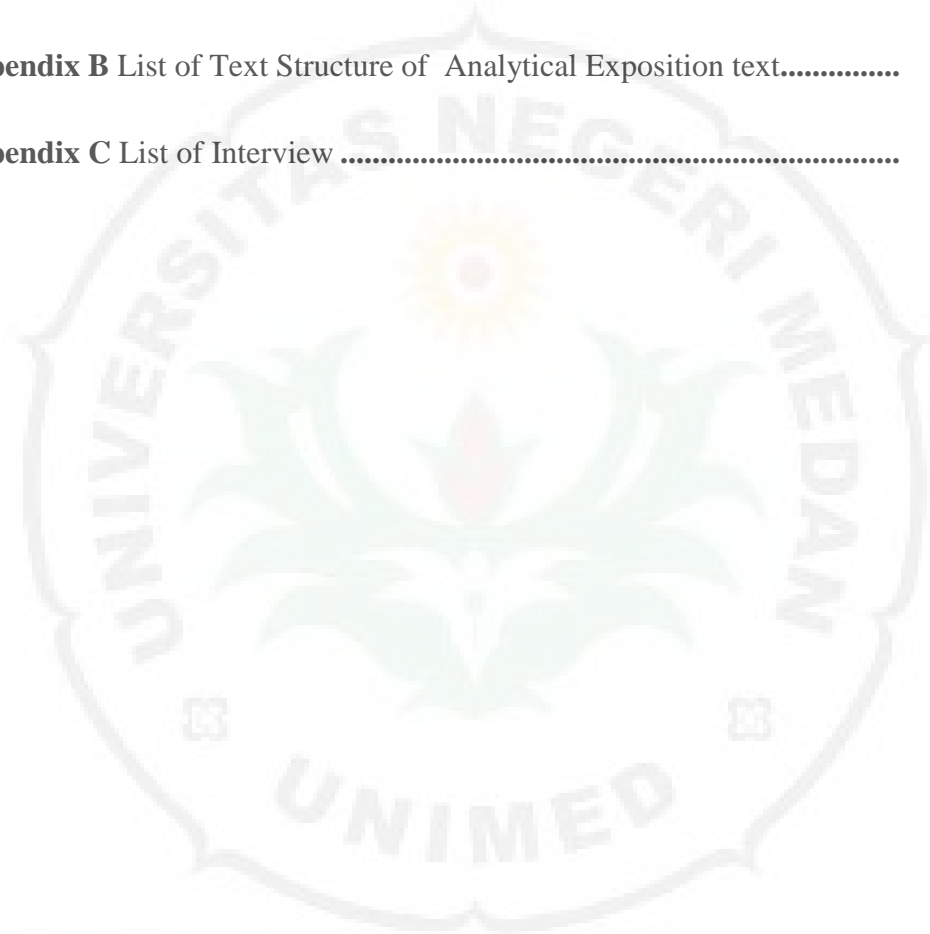 pendix B List of Text Structure of Analytical Exposition text...............
pendix C List of Interview ......................................................................
UNIVERSITAS NEGERI MEDAN
UNIMED